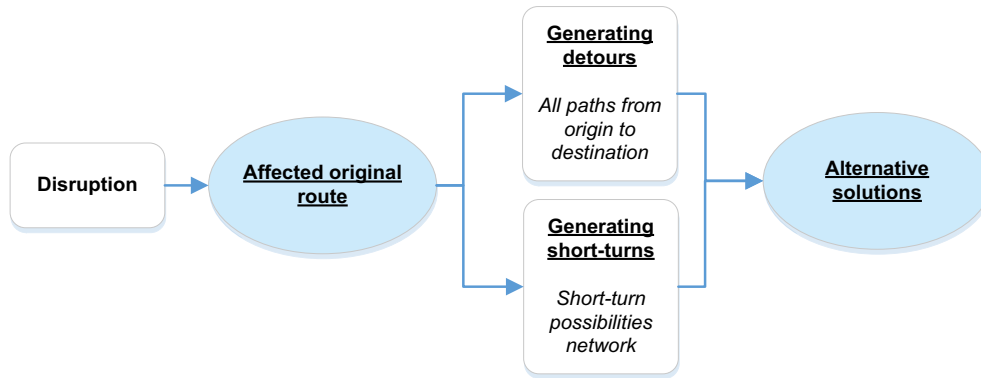 Disruption
Affected original
route
Generating
detours
All paths from
origin to
destination
Generating
short-turns
Short-turn
possibilities
network
Alternative
solutions